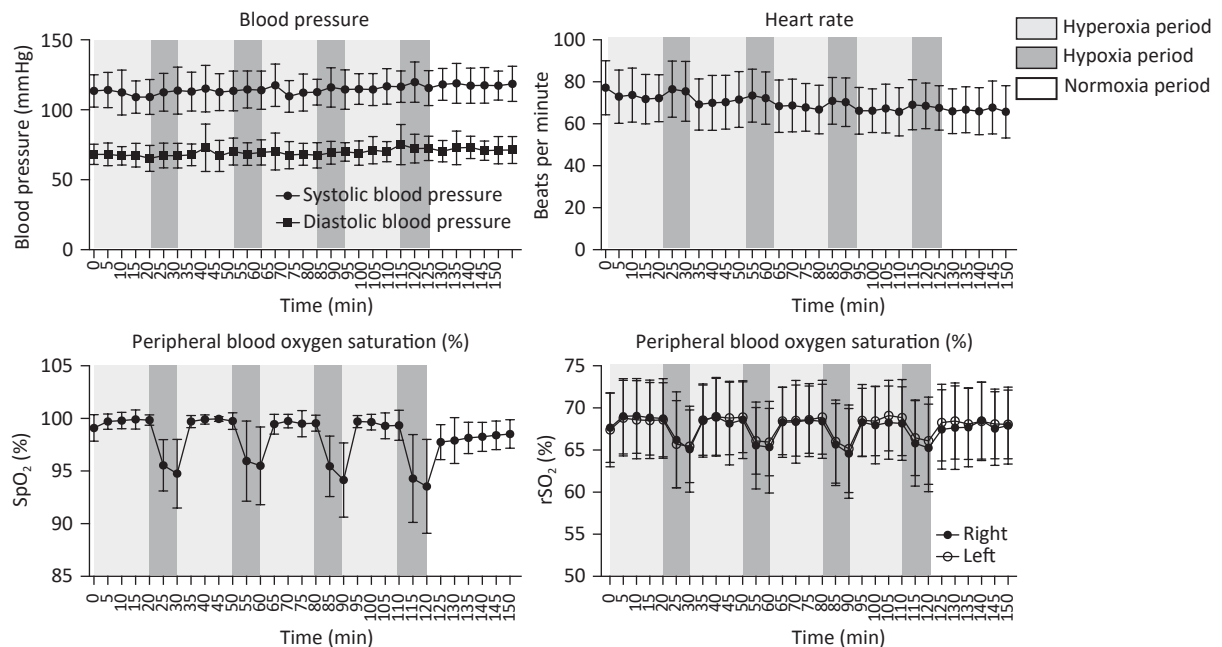 Blood pressure
Blood pressure (mmHg)
150
100
50
0
Systolic blood pressure
Diastolic blood pressure
0 5 10 15 20 25 30 35 40 45 50 55 60 65 70 75 80 85 90 95 100 105 110 115 120 125 130 135 140 145 150
Time (min)
Heart rate
Beats per minute
100
80
60
40
20
0
0 5 10 15 20 25 30 35 40 45 50 55 60 65 70 75 80 85 90 95 100 105 110 115 120 125 130 135 140 145 150
Time (min)
Hyperoxia period
Hypoxia period
Normoxia period
Peripheral blood oxygen saturation (%)
SpO₂ (%)
105
100
95
90
85
0 5 10 15 20 25 30 35 40 45 50 55 60 65 70 75 80 85 90 95 100 105 110 115 120 125 130 135 140 145 150
Time (min)
Peripheral blood oxygen saturation (%)
rSO₂ (%)
75
70
65
60
55
50
Right
Left
0 5 10 15 20 25 30 35 40 45 50 55 60 65 70 75 80 85 90 95 100 105 110 115 120 125 130 135 140 145 150
Time (min)